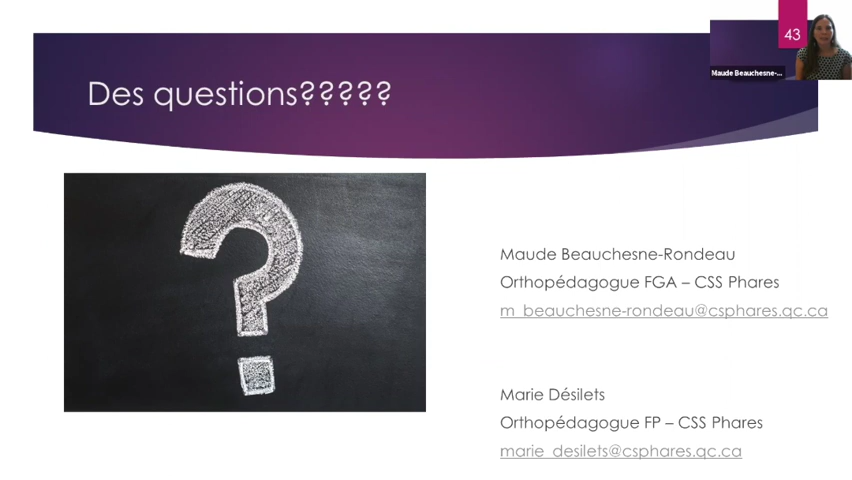 43
Maude Beauchesne-...
Des questions?????
Maude Beauchesne-Rondeau
Orthopédagogue FGA – CSS Phares
m_beauchesne-rondeau@csphares.qc.ca
Marie Désilets
Orthopédagogue FP – CSS Phares
marie_desilets@csphares.qc.ca
?